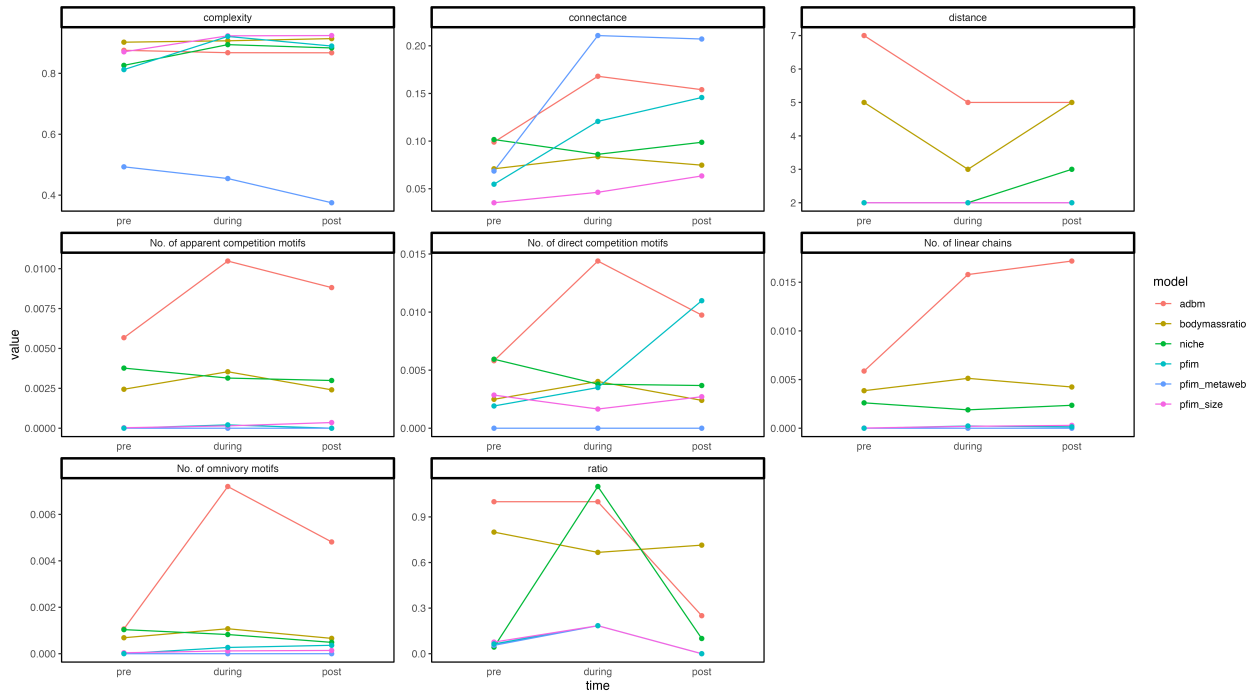 complexity
connectance
distance
0.8
0.6
0.4
pre
during
post
0.20
0.15
0.10
0.05
pre
during
post
7
6
5
4
3
2
pre
during
post
No. of apparent competition motifs
No. of direct competition motifs
No. of linear chains
0.0100
0.0075
0.0050
0.0025
0.0000
pre
during
post
0.015
0.010
0.005
0.000
pre
during
post
0.015
0.010
0.005
0.000
pre
during
post
No. of omnivory motifs
ratio
0.006
0.004
0.002
0.000
pre
during
post
0.9
0.6
0.3
0.0
pre
during
post
value
time
model
adbm
bodymassratio
niche
pfim
pfim_metaweb
pfim_size